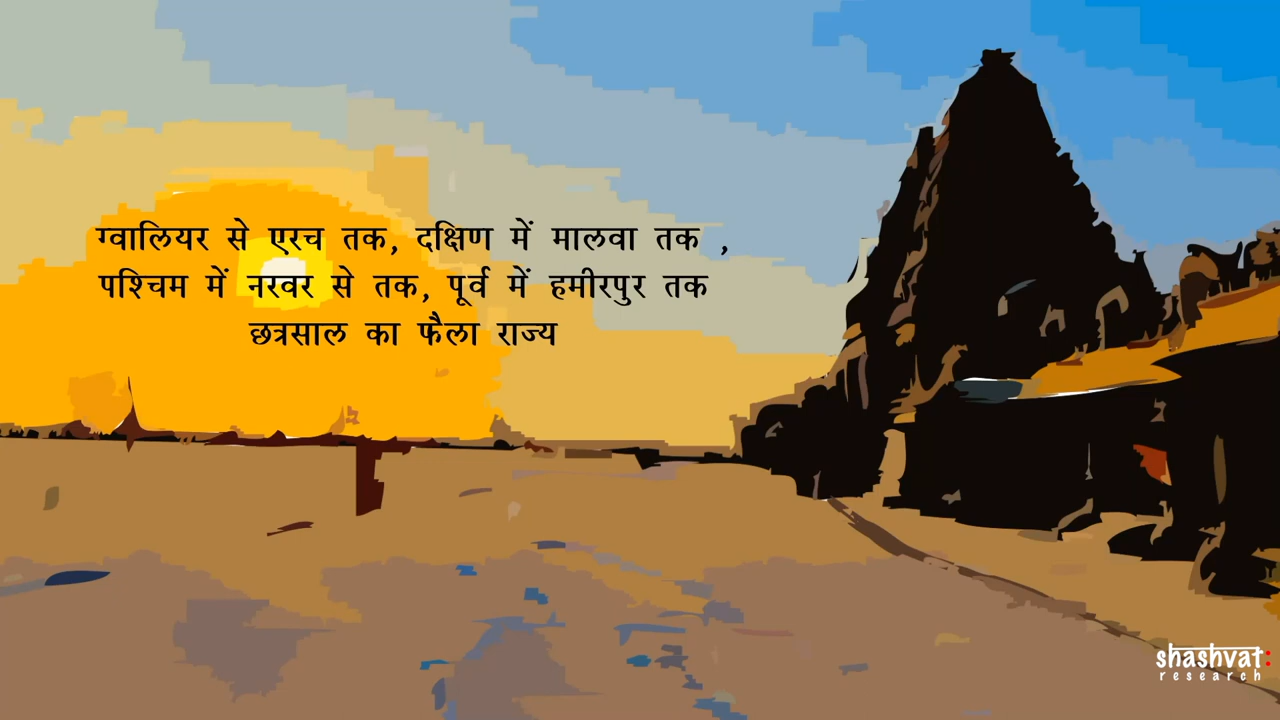 ग्वालियर से एरच तक, दक्षिण में मालवा तक ,
पश्चिम में नरवर से तक, पूर्व में हमीरपुर तक
छत्रसाल का फैला राज्य
shashvat:
research